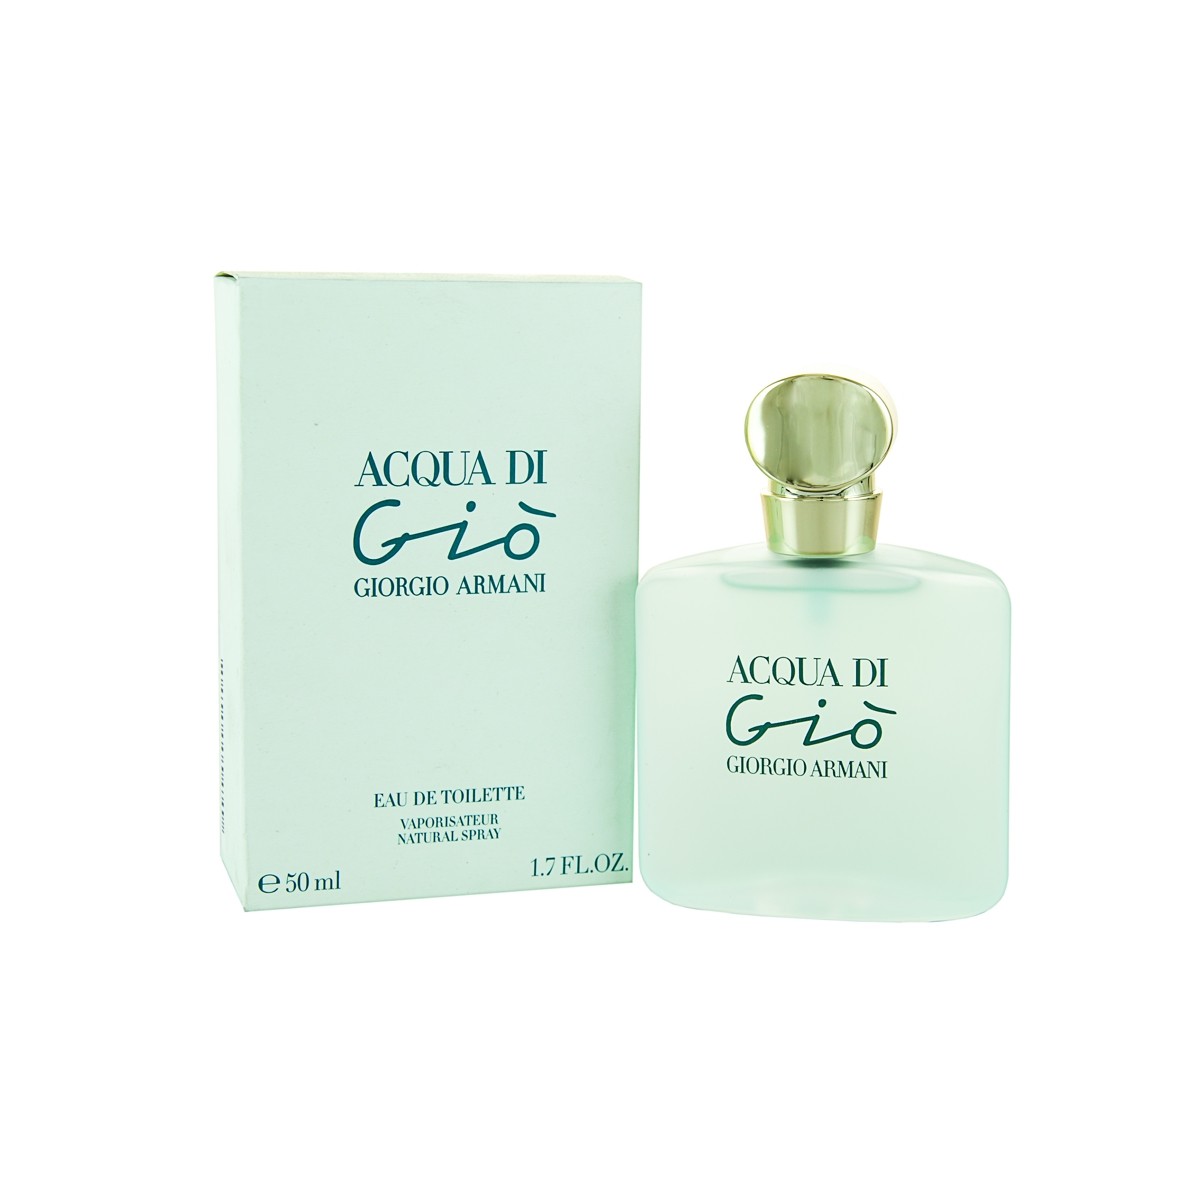 ACQUA DI
Giò
GIORGIO ARMANI
EAU DE TOILETTE
VAPORISATEUR
NATURAL SPRAY
e 50 ml
1.7 FL.OZ.
ACQUA DI
Giò
GIORGIO ARMANI